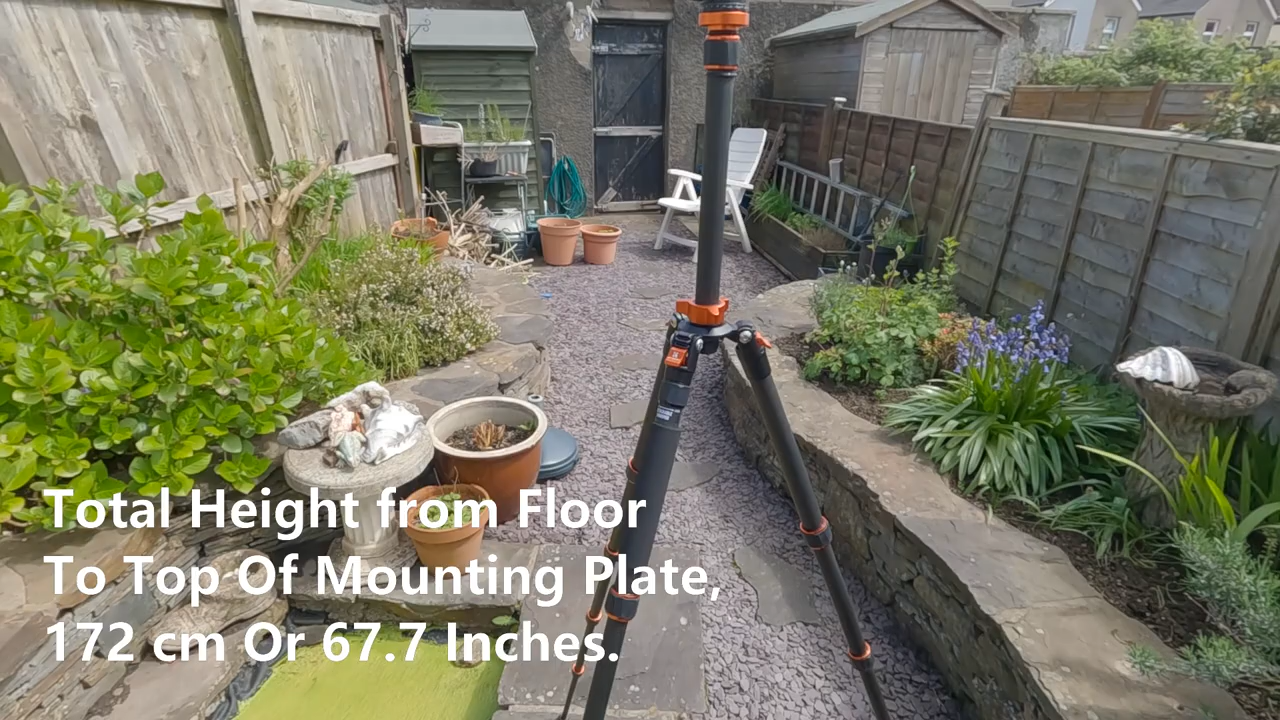 Total Height from Floor
To Top Of Mounting Plate,
172 cm Or 67.7 Inches.